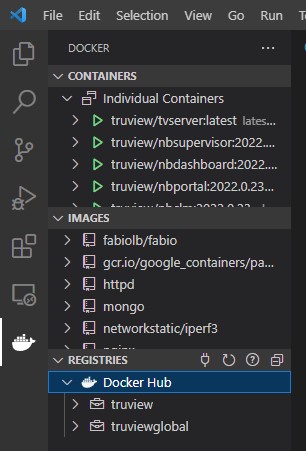 File Edit Selection View Go Run
DOCKER
CONTAINERS
Individual Containers
truview/tvserver:latest lates...
truview/nbsupervisor:2022....
truview/nbdashboard:2022....
truview/nbportal:2022.0.23...
IMAGES
fabiolb/fabio
gcr.io/google_containers/pa...
httpd
mongo
networkstatic/iperf3
nginx
REGISTRIES
Docker Hub
truview
truviewglobal